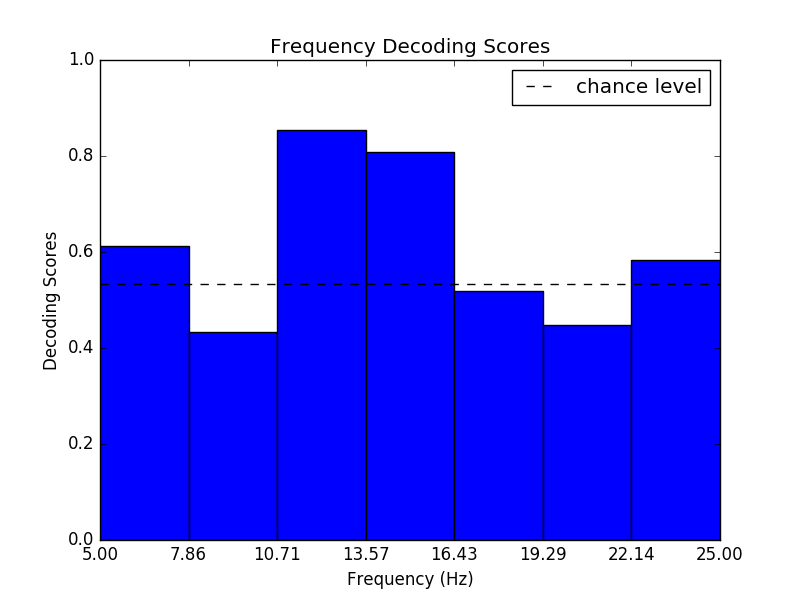 Frequency Decoding Scores
chance level
1.0
0.8
0.6
0.4
0.2
0.0
Decoding Scores
5.00 7.86 10.71 13.57 16.43 19.29 22.14 25.00
Frequency (Hz)